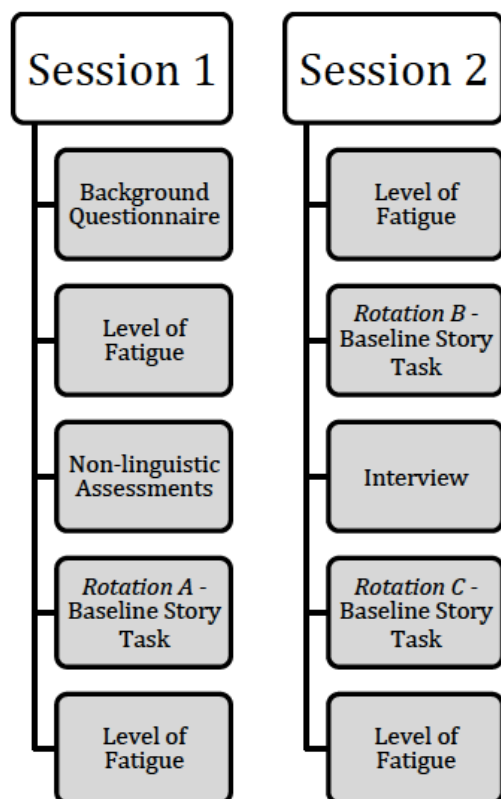 Session 1
Background
Questionnaire
Level of
Fatigue
Non-linguistic
Assessments
Rotation A -
Baseline Story
Task
Level of
Fatigue
Session 2
Level of
Fatigue
Rotation B -
Baseline Story
Task
Interview
Rotation C -
Baseline Story
Task
Level of
Fatigue